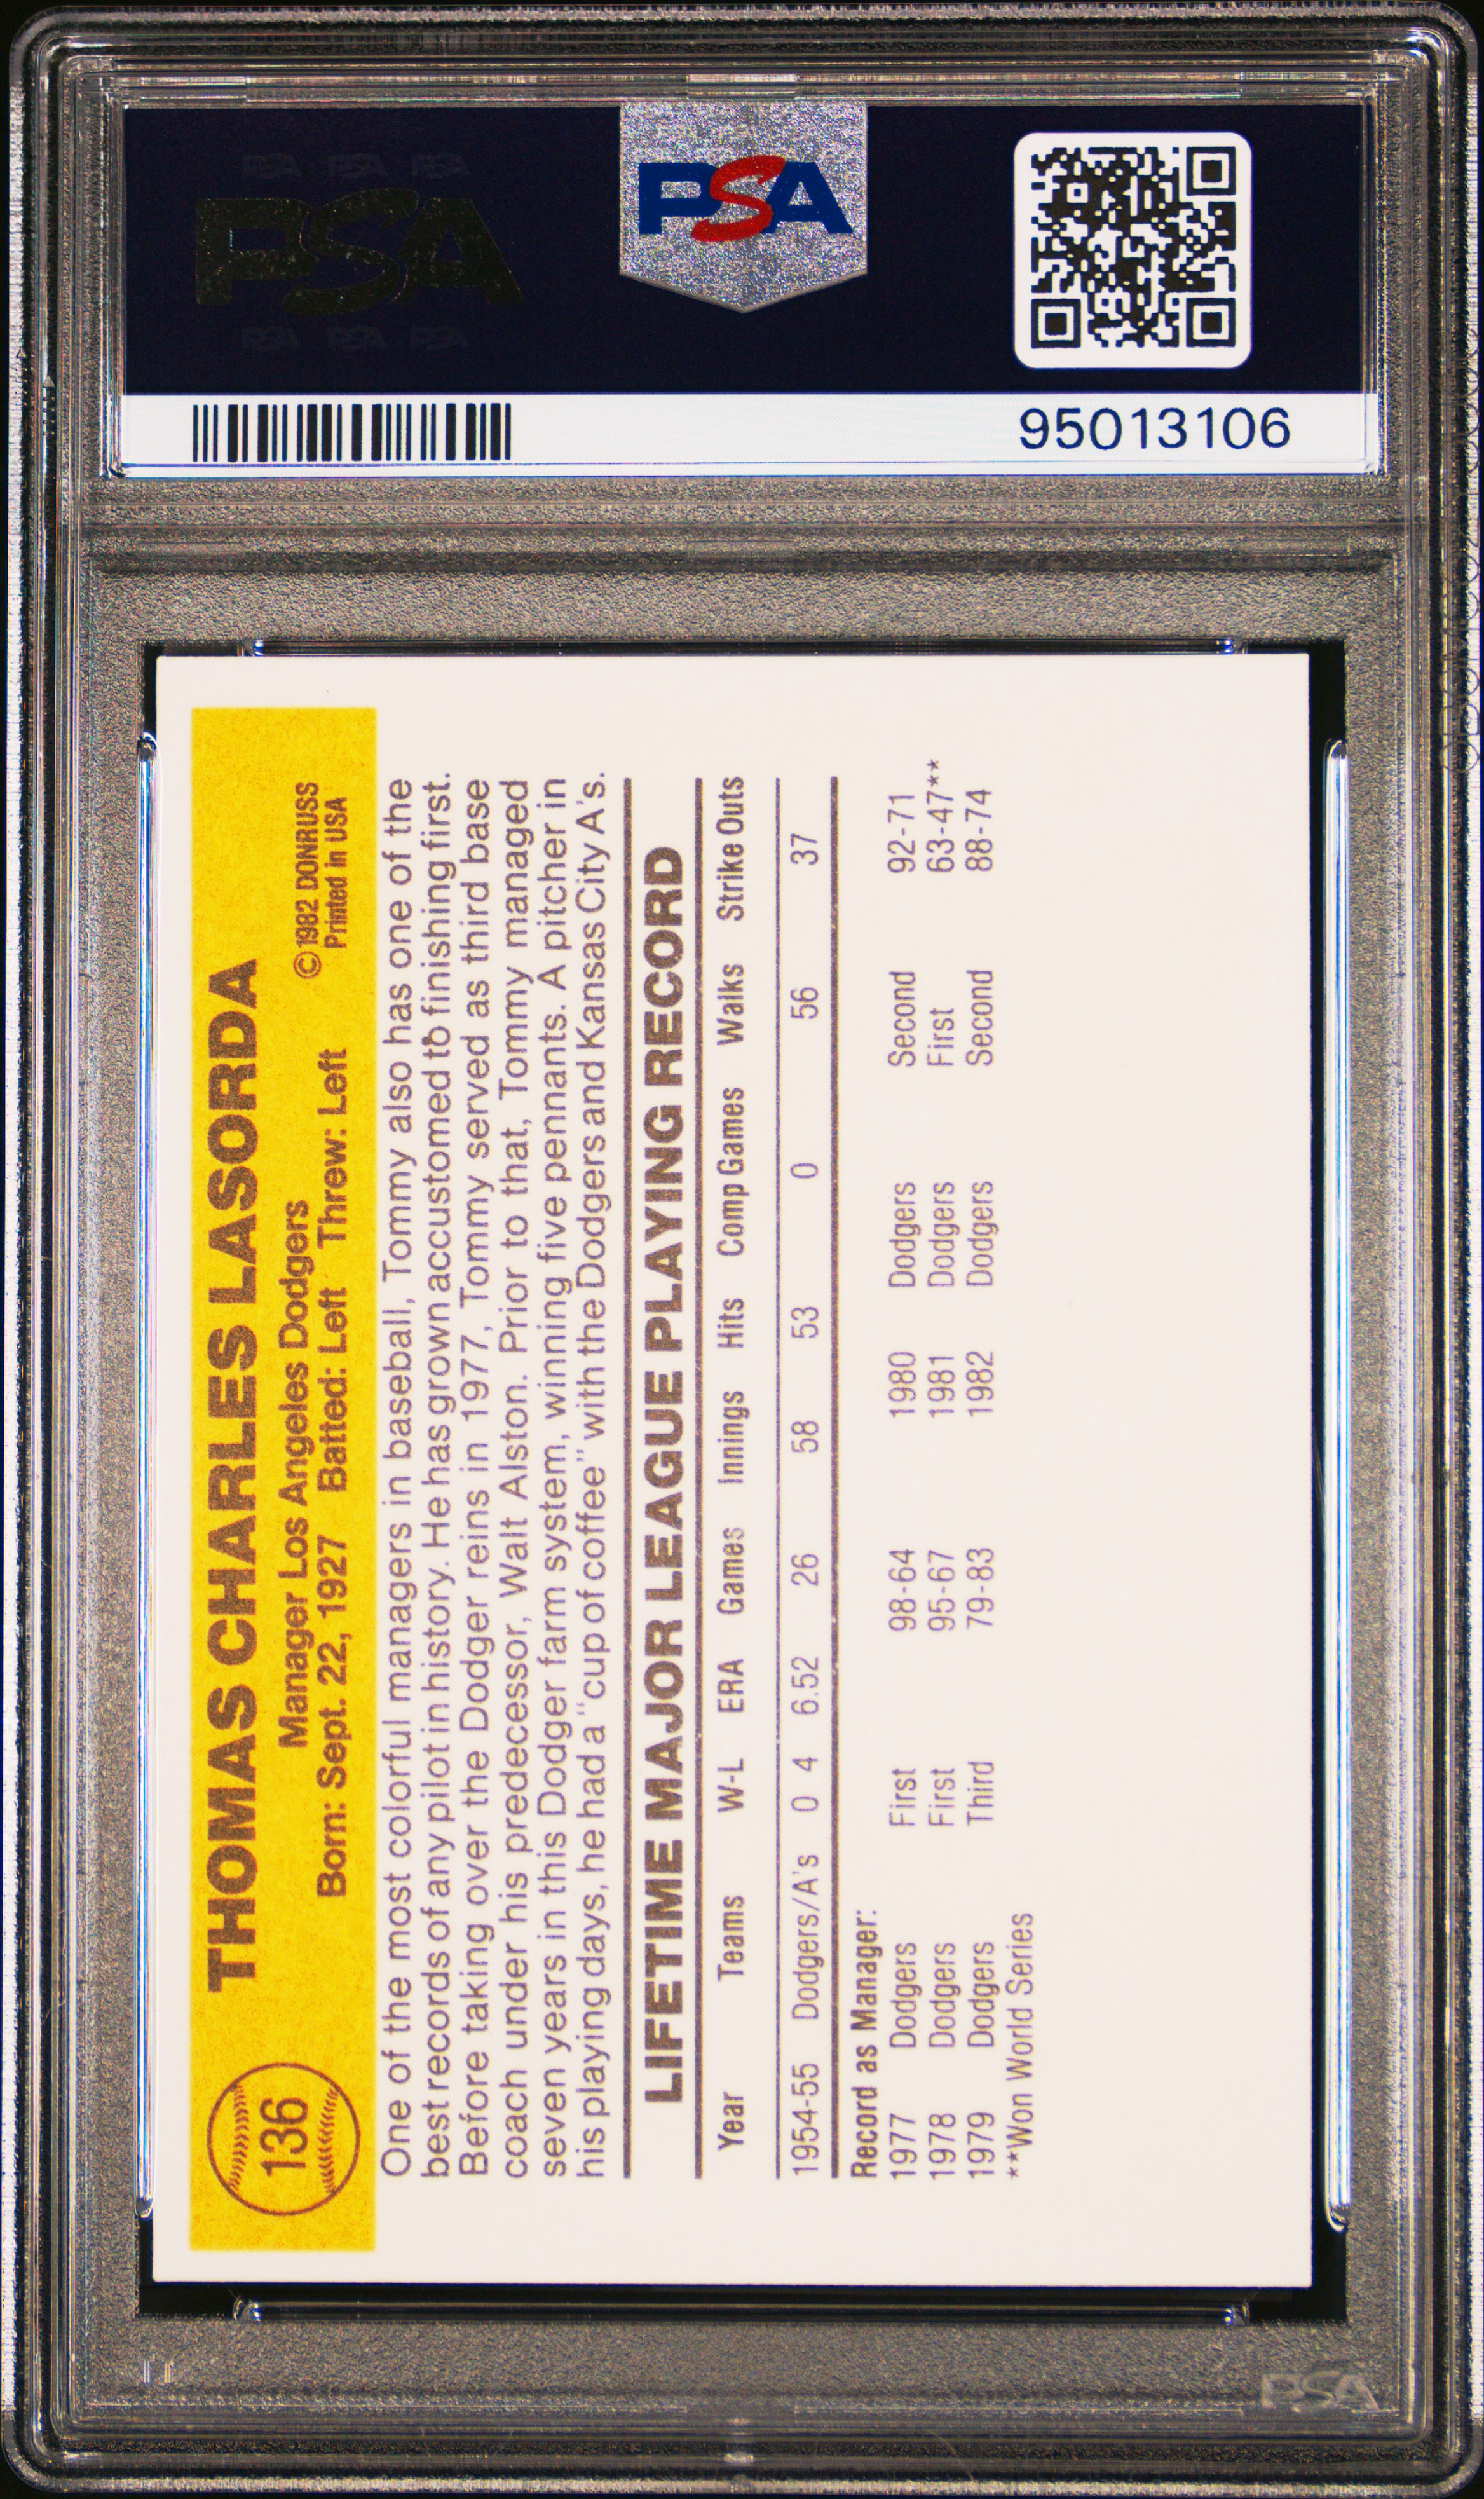 PSA PSA PSA
PSA
PSA PSA PSA
PSA
95013106
136
THOMAS CHARLES LASORDA
Manager Los Angeles Dodgers
Born: Sept. 22, 1927 Batted: Left Threw: Left
©1982 DONRUSS
Printed in USA
One of the most colorful managers in baseball, Tommy also has one of the
best records of any pilot in history. He has grown accustomed to finishing first.
Before taking over the Dodger reins in 1977, Tommy served as third base
coach under his predecessor, Walt Alston. Prior to that, Tommy managed
seven years in this Dodger farm system, winning five pennants. A pitcher in
his playing days, he had a "cup of coffee" with the Dodgers and Kansas City A's.
LIFETIME MAJOR LEAGUE PLAYING RECORD
Year Teams W-L ERA Games Innings Hits Comp Games Walks Strike Outs
1954-55 Dodgers/A's 0 4 6.52 26 58 53 0 56 37
Record as Manager:
1977 Dodgers First 98-64 1980 Dodgers Second 92-71
1978 Dodgers First 95-67 1981 Dodgers First 63-47**
1979 Dodgers Third 79-83 1982 Dodgers Second 88-74
**Won World Series
PSA